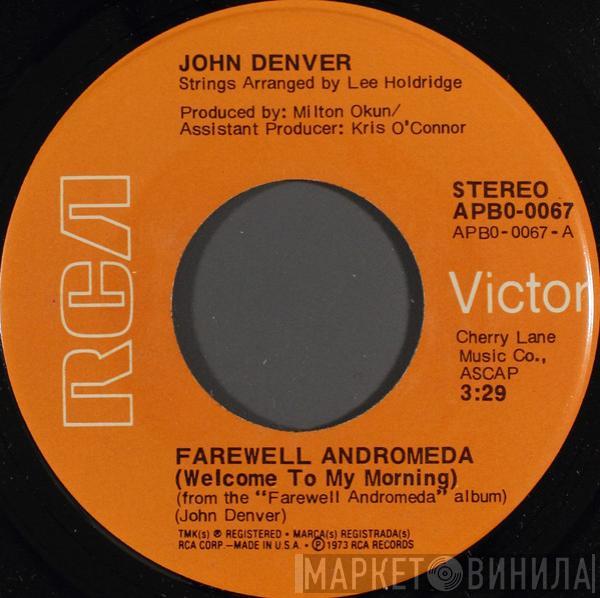 JOHN DENVER
Strings Arranged by Lee Holdridge
Produced by: Milton Okun/
Assistant Producer: Kris O'Connor
RCA
STEREO
APBO-0067
APBO-0067-A
Victor
Cherry Lane
Music Co.,
ASCAP
3:29
FAREWELL ANDROMEDA
(Welcome To My Morning)
(from the "Farewell Andromeda" album)
(John Denver)
TMK(s) ® REGISTERED • MARCA(s) REGISTRADA(s)
RCA CORP.—MADE IN U.S.A. • ℗ 1973 RCA RECORDS
МАРКЕТ ВИНИЛА